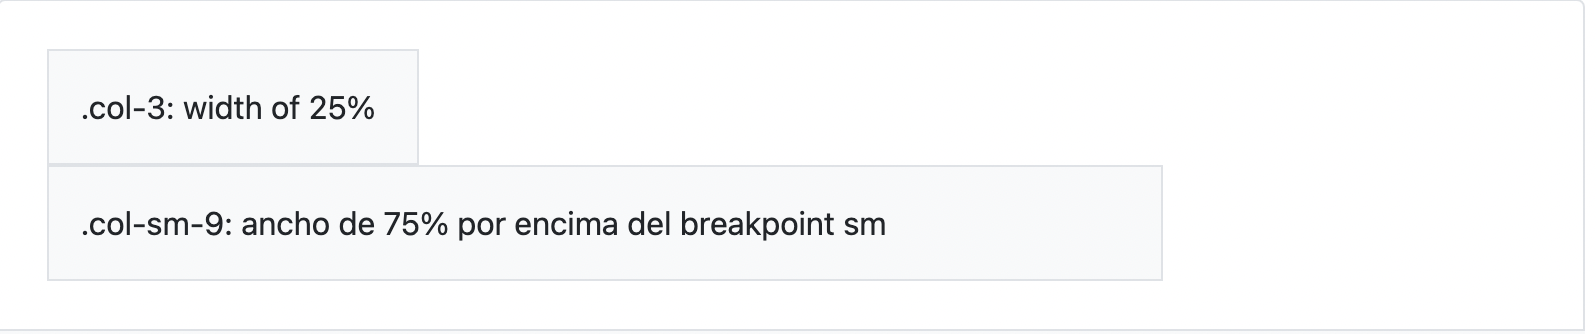 .col-3: width of 25%
.col-sm-9: ancho de 75% por encima del breakpoint sm